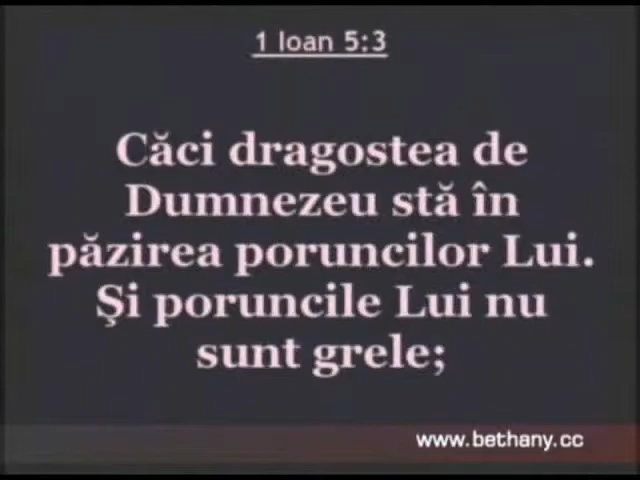 1 Ioan 5:3
Căci dragostea de
Dumnezeu stă în
păzirea poruncilor Lui.
Şi poruncile Lui nu
sunt grele;
www.bethany.cc